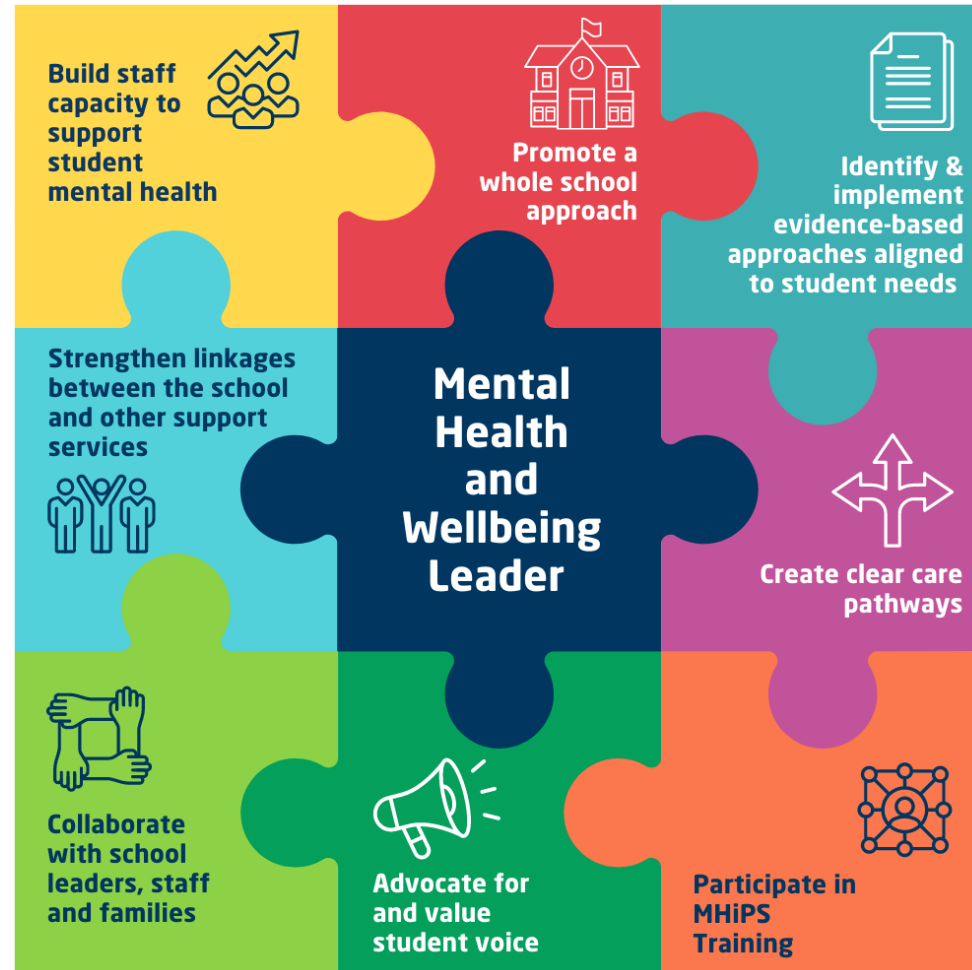 Build staff
capacity to
support
student
mental health
Promote a
whole school
approach
Identify &
implement
evidence-based
approaches aligned
to student needs
Strengthen linkages
between the school
and other support
services
Mental
Health
and
Wellbeing
Leader
Create clear care
pathways
Collaborate
with school
leaders, staff
and families
Advocate for
and value
student voice
Participate in
MHiPS
Training